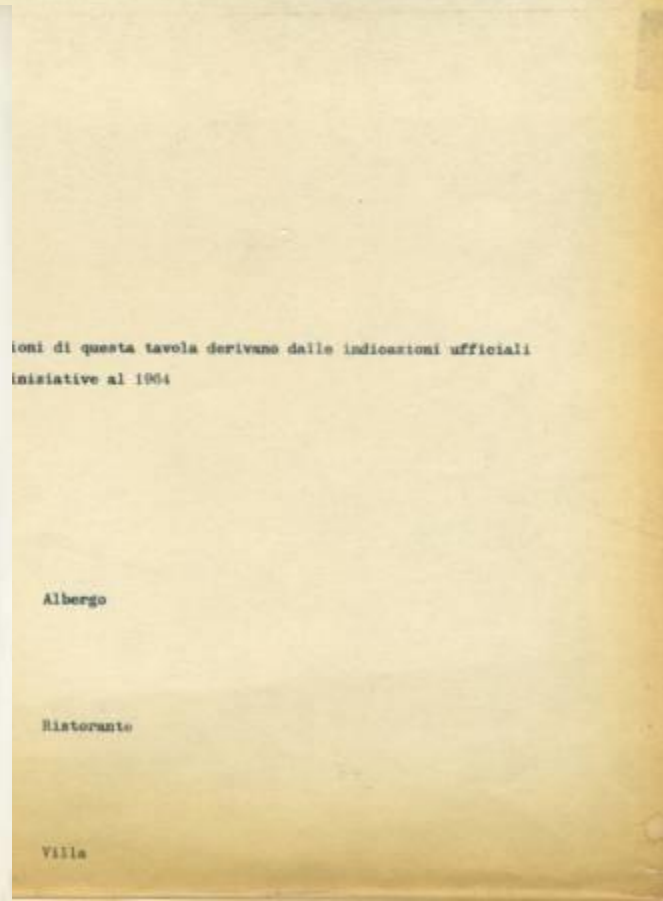 ioni di questa tavola derivano dalle indicazioni ufficiali
iniziative al 1964
Albergo
Ristorante
Villa